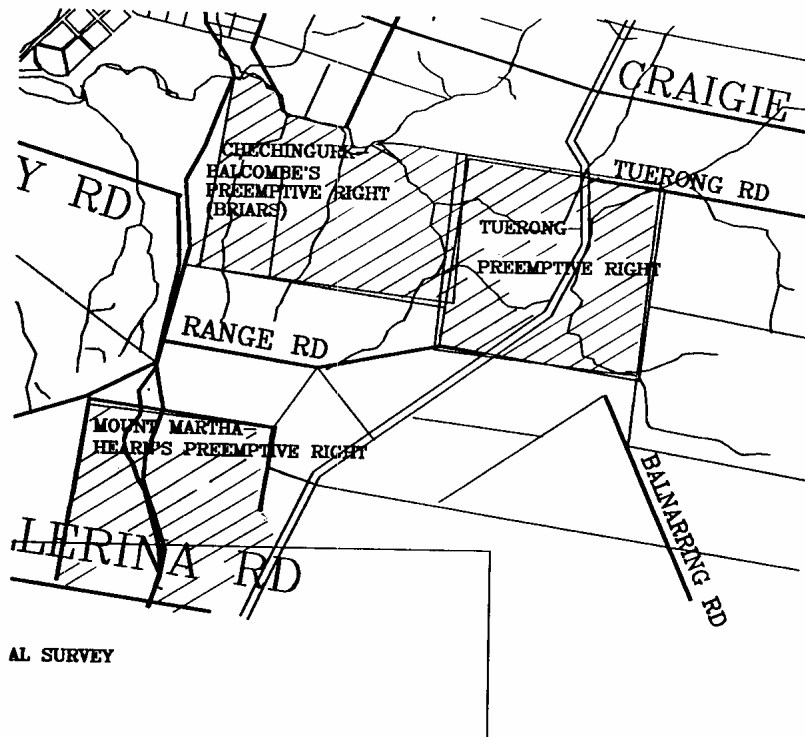 CRAIGIE
CHECHINGURK—
BALCOMBE'S
PREEMPTIVE RIGHT
(BRIARS)
TUERONG RD
Y RD
TUERONG
PREEMPTIVE RIGHT
RANGE RD
MOUNT MARTHA—
HEARN'S PREEMPTIVE RIGHT
BALNARRING RD
LERINA RD
AL SURVEY